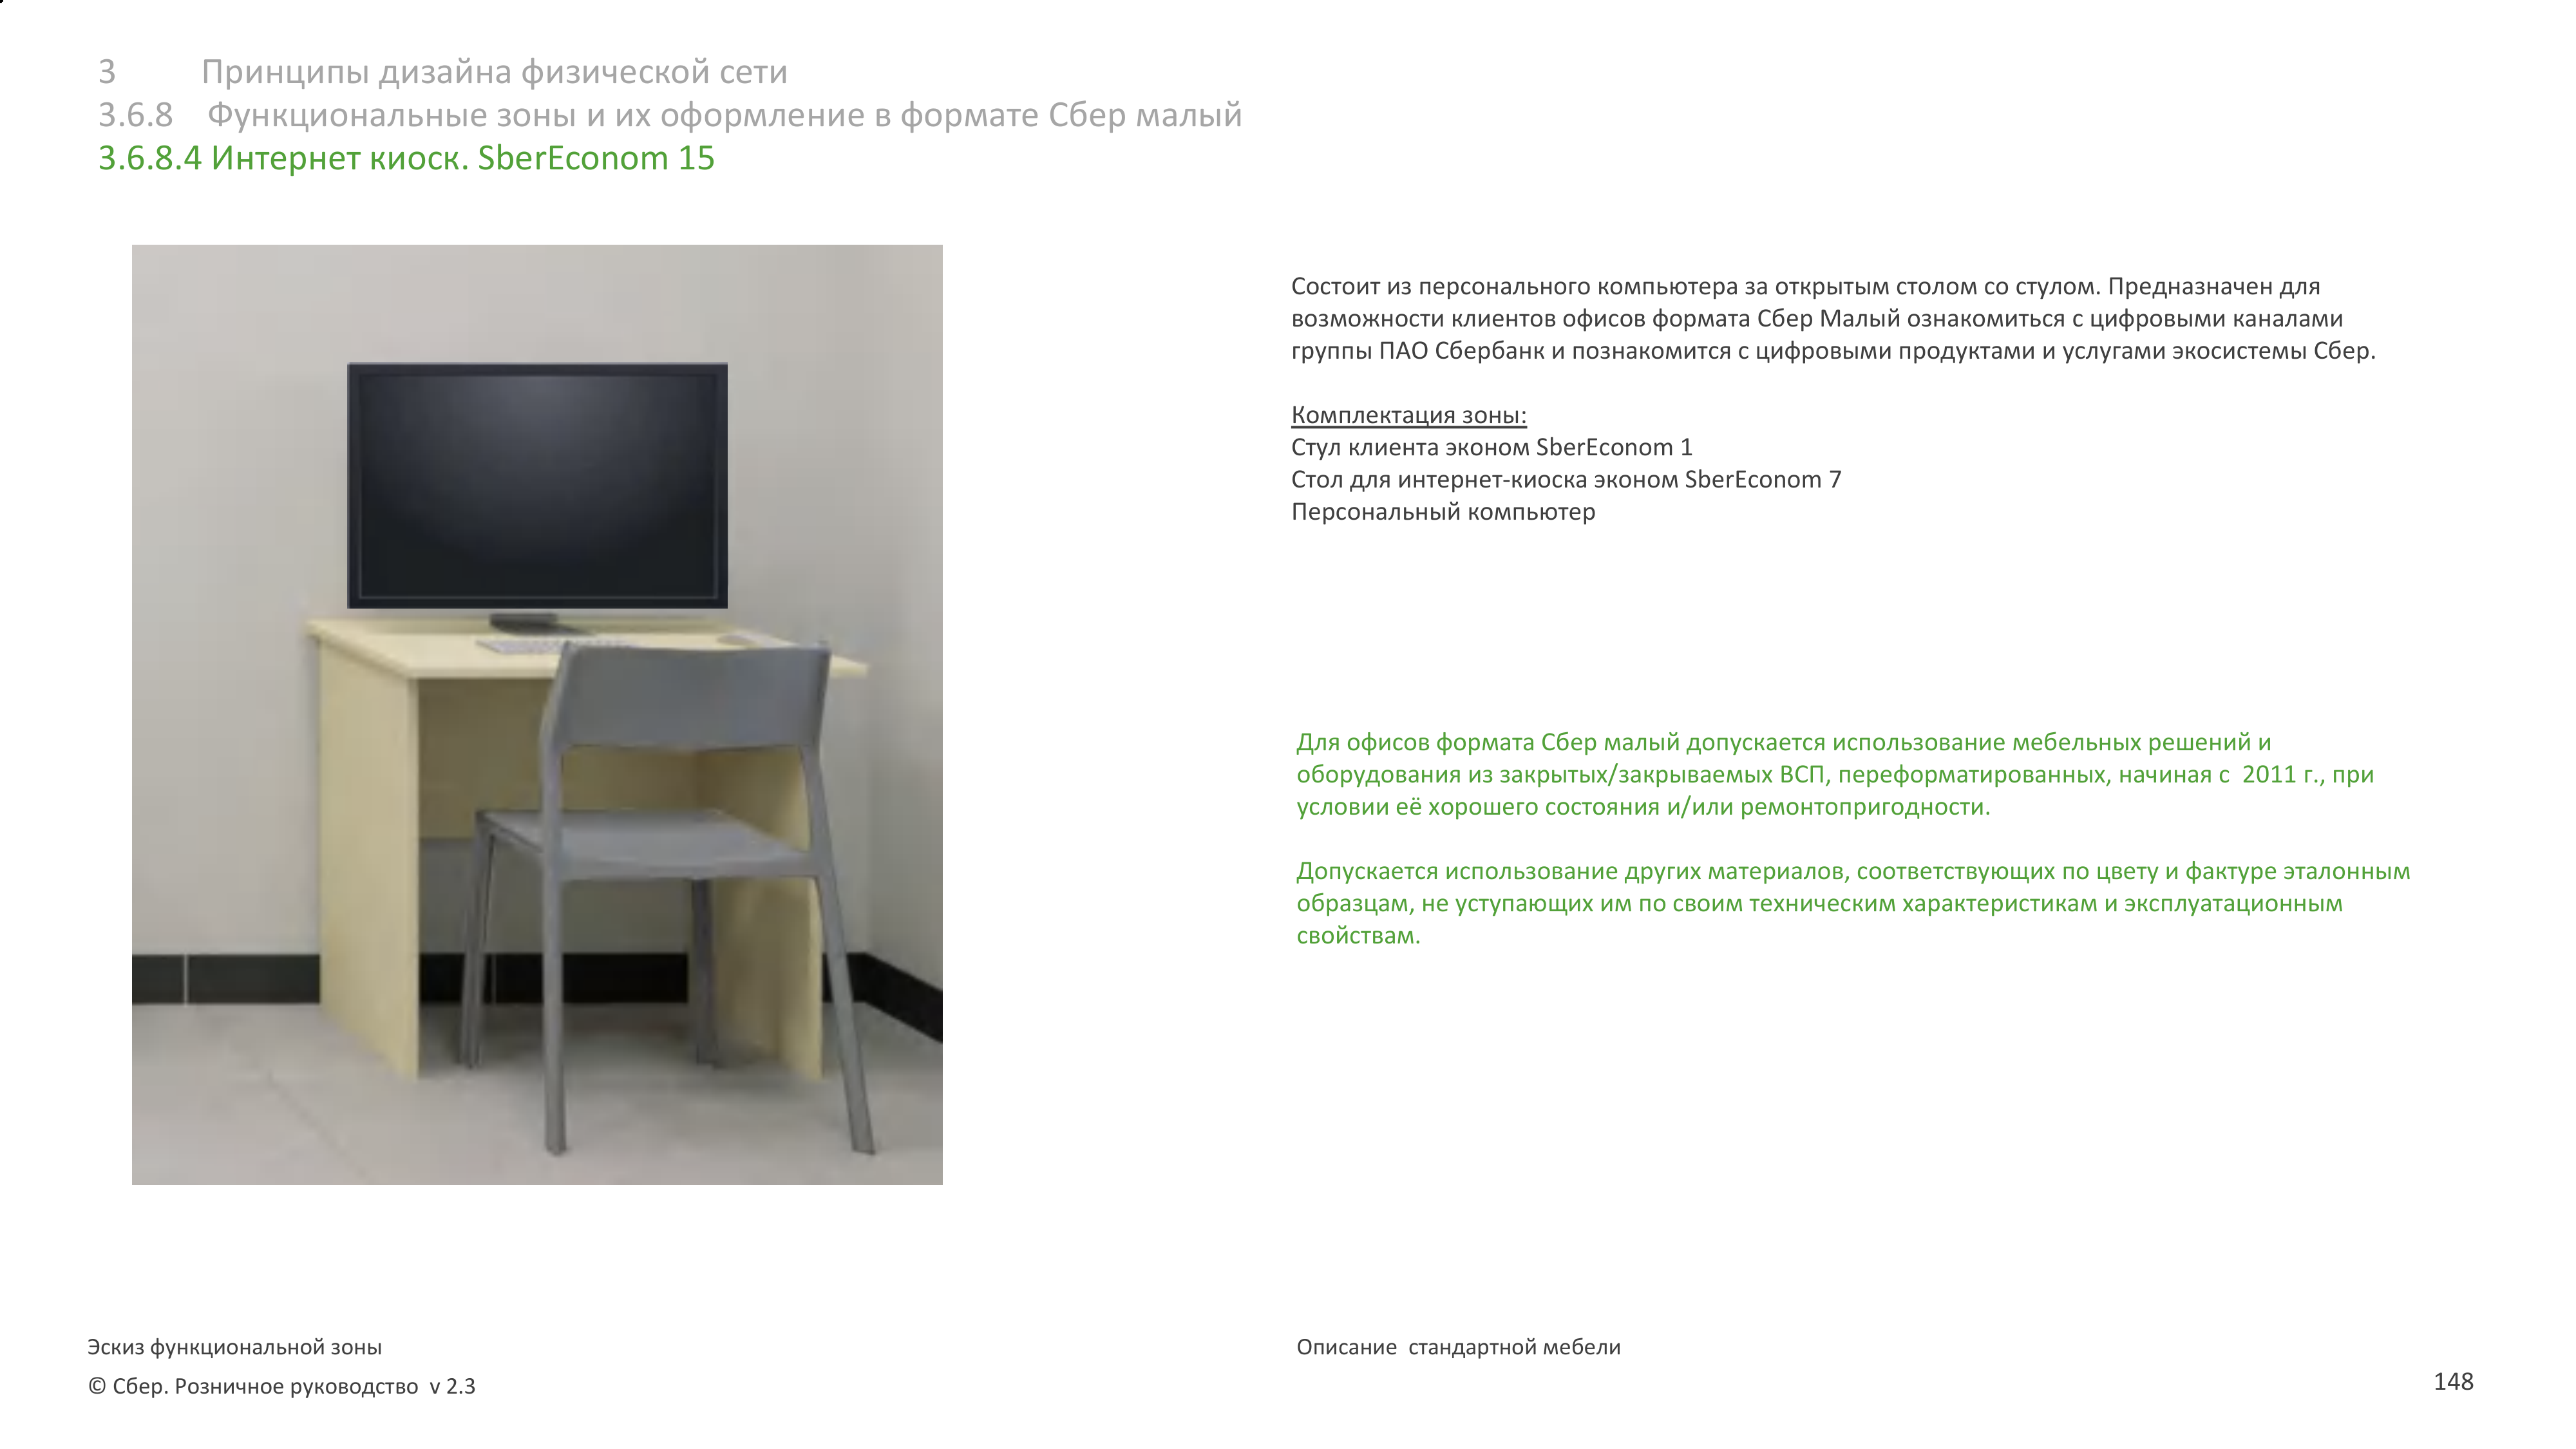 3 Принципы дизайна физической сети
3.6.8 Функциональные зоны и их оформление в формате Сбер малый
3.6.8.4 Интернет киоск. SberEconom 15
Состоит из персонального компьютера за открытым столом со стулом. Предназначен для
возможности клиентов офисов формата Сбер Малый ознакомиться с цифровыми каналами
группы ПАО Сбербанк и познакомится с цифровыми продуктами и услугами экосистемы Сбер.
Комплектация зоны:
Стул клиента эконом SberEconom 1
Стол для интернет-киоска эконом SberEconom 7
Персональный компьютер
Для офисов формата Сбер малый допускается использование мебельных решений и
оборудования из закрытых/закрываемых ВСП, переформатированных, начиная с 2011 г., при
условии её хорошего состояния и/или ремонтопригодности.
Допускается использование других материалов, соответствующих по цвету и фактуре эталонным
образцам, не уступающих им по своим техническим характеристикам и эксплуатационным
свойствам.
Эскиз функциональной зоны
Описание стандартной мебели
© Сбер. Розничное руководство v 2.3
148